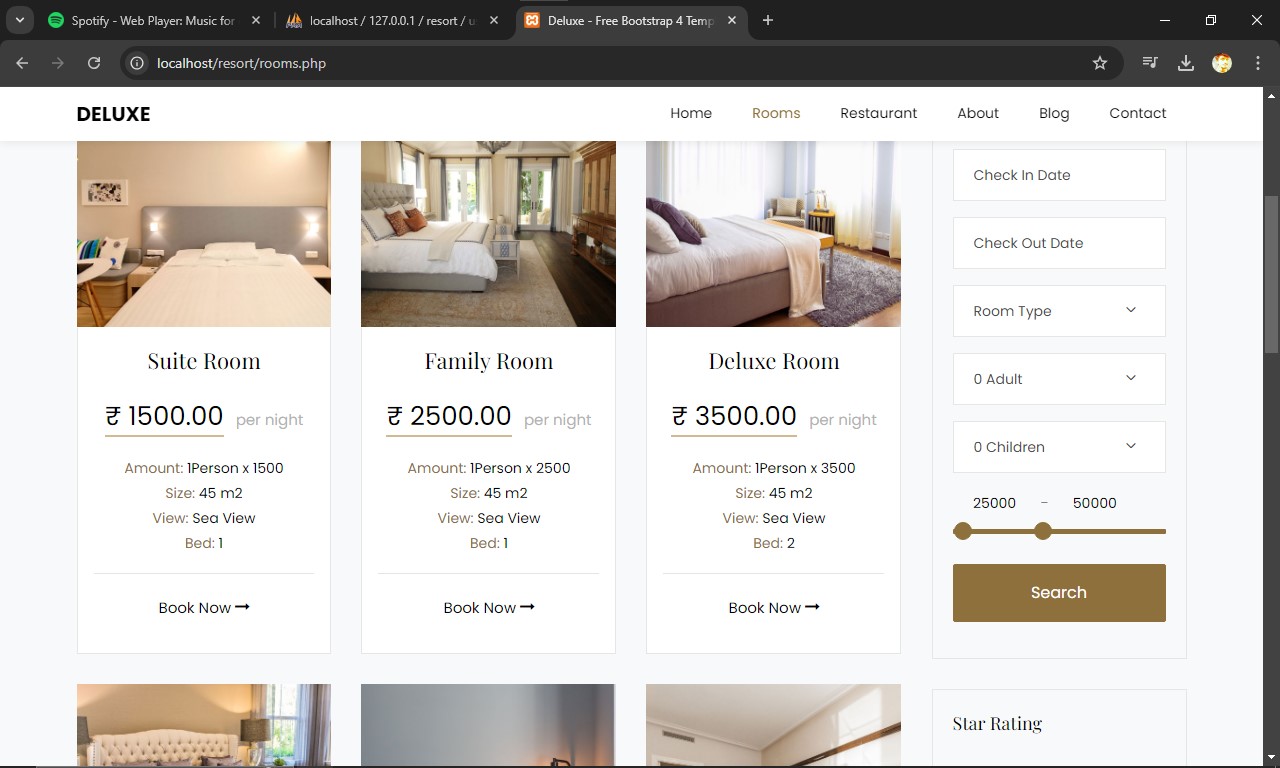 Spotify - Web Player: Music for
localhost / 127.0.0.1 / resort / u
Deluxe - Free Bootstrap 4 Temp
localhost/resort/rooms.php
DELUXE
Home Rooms Restaurant About Blog Contact
Suite Room
₹ 1500.00 per night
Amount: 1Person x 1500
Size: 45 m2
View: Sea View
Bed: 1
Book Now
Family Room
₹ 2500.00 per night
Amount: 1Person x 2500
Size: 45 m2
View: Sea View
Bed: 1
Book Now
Deluxe Room
₹ 3500.00 per night
Amount: 1Person x 3500
Size: 45 m2
View: Sea View
Bed: 2
Book Now
Check In Date
Check Out Date
Room Type
0 Adult
0 Children
25000 - 50000
Search
Star Rating